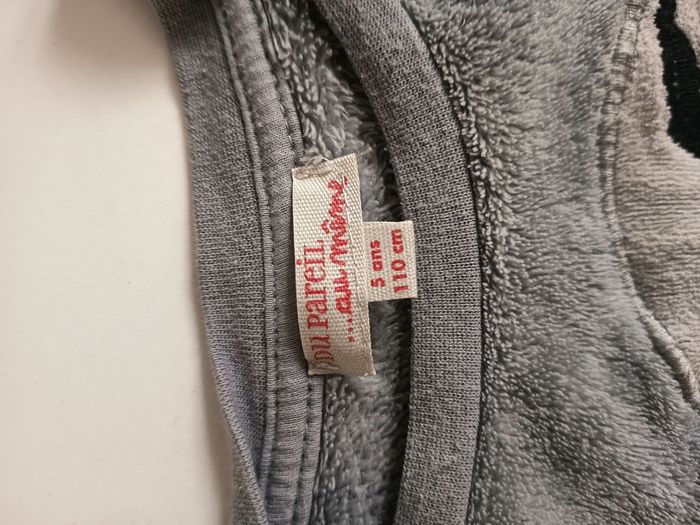 DU PAREIL
....au même
5 ans
110 cm